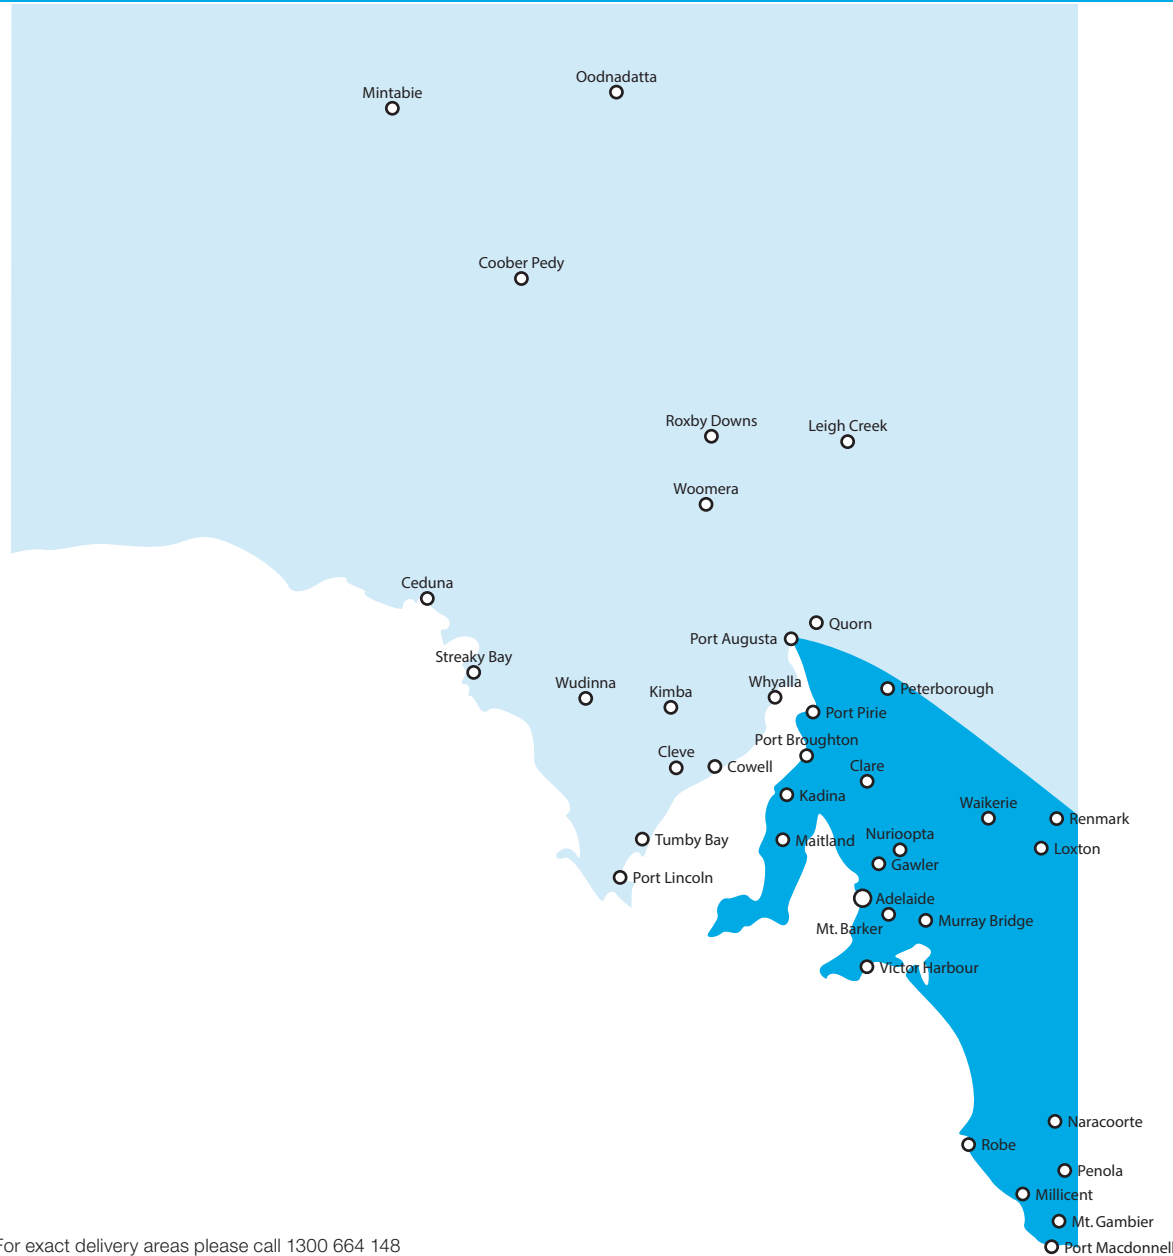 Oodnadatta
Mintabie
Coober Pedy
Roxby Downs
Leigh Creek
Woomera
Ceduna
Quorn
Port Augusta
Streaky Bay
Wudinna
Kimba
Whyalla
Peterborough
Port Pirie
Port Broughton
Cleve
Cowell
Clare
Kadina
Waikerie
Renmark
Nurioopta
Tumby Bay
Maitland
Loxton
Gawler
Port Lincoln
Adelaide
Mt. Barker
Murray Bridge
Victor Harbour
Naracoorte
Robe
Penola
Millicent
Mt. Gambier
For exact delivery areas please call 1300 664 148
Port Macdonnell